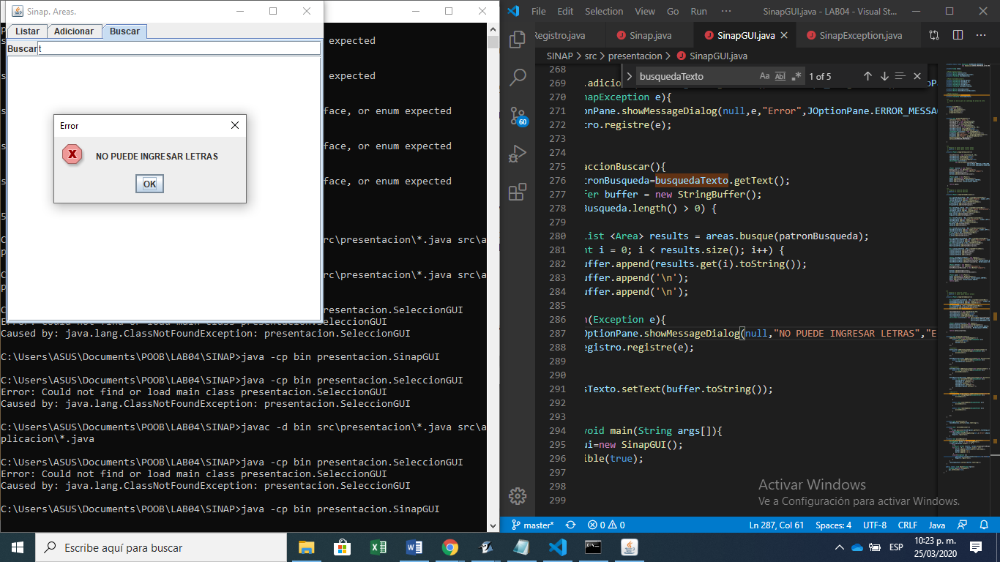 Sinap. Areas.
Listar Adicionar Buscar
Buscar t
Error
NO PUEDE INGRESAR LETRAS
OK
expected
expected
face, or enum expected
face, or enum expected
face, or enum expected
src\presentacion\*.java src\a
src\presentacion\*.java src\a
presentacion.SeleccionGUI
Error: Could not find or load main class presentacion.SeleccionGUI
Caused by: java.lang.ClassNotFoundException: presentacion.SeleccionGUI
C:\Users\ASUS\Documents\POOB\LAB04\SINAP>java -cp bin presentacion.SinapGUI
C:\Users\ASUS\Documents\POOB\LAB04\SINAP>java -cp bin presentacion.SeleccionGUI
Error: Could not find or load main class presentacion.SeleccionGUI
Caused by: java.lang.ClassNotFoundException: presentacion.SeleccionGUI
C:\Users\ASUS\Documents\POOB\LAB04\SINAP>javac -d bin src\presentacion\*.java src\a
plicacion\*.java
C:\Users\ASUS\Documents\POOB\LAB04\SINAP>java -cp bin presentacion.SeleccionGUI
Error: Could not find or load main class presentacion.SeleccionGUI
Caused by: java.lang.ClassNotFoundException: presentacion.SeleccionGUI
C:\Users\ASUS\Documents\POOB\LAB04\SINAP>java -cp bin presentacion.SinapGUI
File Edit Selection View Go Run ··· SinapGUI.java - LAB04 - Visual St...
Registro.java Sinap.java SinapGUI.java SinapException.java
SINAP > src > presentacion > SinapGUI.java
busquedaTexto Aa Abl .* 1 of 5
60
268
269 .adicio
270 napException e){
271 onPane.showMessageDialog(null,e,"Error",JOptionPane.ERROR_MESSA
272 tro.registre(e);
273
274
275 accionBuscar(){
276 tronBusqueda=busquedaTexto.getText();
277 fer buffer = new StringBuffer();
278 Busqueda.length() > 0) {
279
280 List <Area> results = areas.busque(patronBusqueda);
281 nt i = 0; i < results.size(); i++) {
282 uffer.append(results.get(i).toString());
283 uffer.append('\n');
284 uffer.append('\n');
285
286 h(Exception e){
287 OptionPane.showMessageDialog(null,"NO PUEDE INGRESAR LETRAS","E
288 egistro.registre(e);
289
290
291 sTexto.setText(buffer.toString());
292
293
294 void main(String args[]){
295 ui=new SinapGUI();
296 ible(true);
297
298
299
Activar Windows
Ve a Configuración para activar Windows.
master* 0 0 Ln 287, Col 61 Spaces: 4 UTF-8 CRLF Java
Escribe aquí para buscar
ESP
10:23 p. m.
25/03/2020